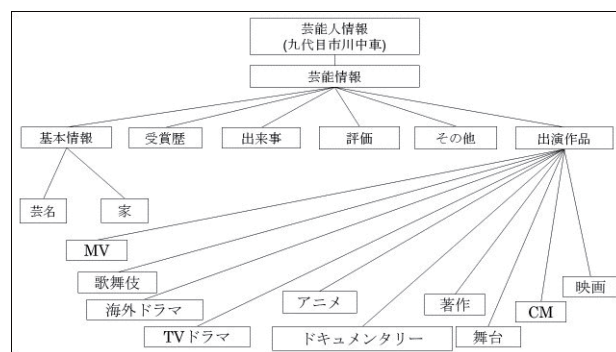 芸能人情報
(九代目市川中車)
芸能情報
基本情報
受賞歴
出来事
評価
その他
出演作品
芸名
家
MV
歌舞伎
海外ドラマ
TVドラマ
アニメ
ドキュメンタリー
著作
舞台
CM
映画